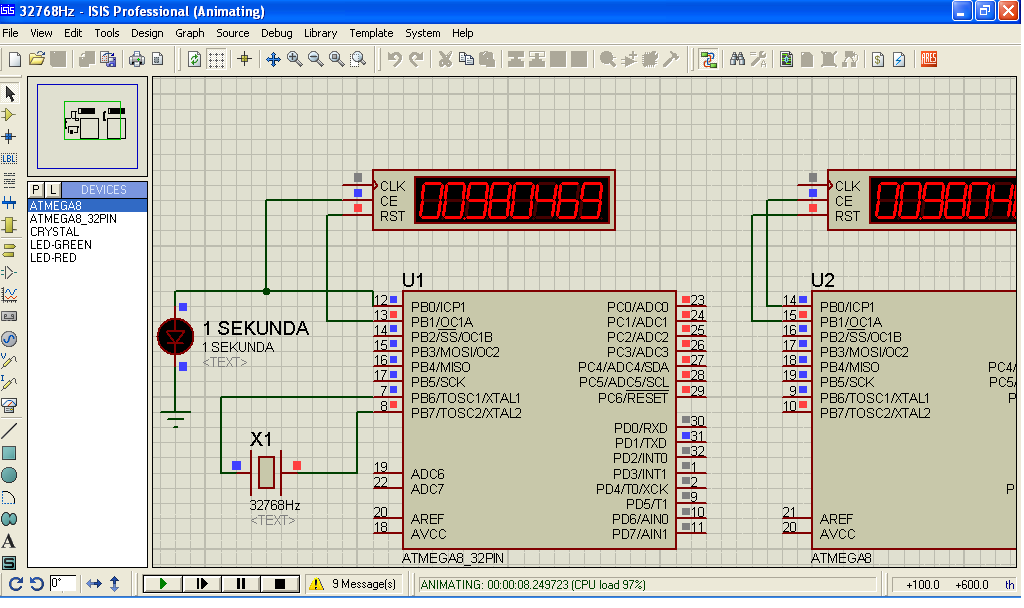 32768Hz - ISIS Professional (Animating)
File View Edit Tools Design Graph Source Debug Library Template System Help
ARES
LBL
P L DEVICES
ATMEGA8
ATMEGA8_32PIN
CRYSTAL
LED-GREEN
LED-RED
A
S
CLK
CE
RST
00980469
CLK
CE
RST
U1
12 PB0/ICP1
13 PB1/OC1A
14 PB2/SS/OC1B
15 PB3/MOSI/OC2
16 PB4/MISO
17 PB5/SCK
7 PB6/TOSC1/XTAL1
8 PB7/TOSC2/XTAL2
19 ADC6
22 ADC7
20 AREF
18 AVCC
PC0/ADC0 23
PC1/ADC1 24
PC2/ADC2 25
PC3/ADC3 26
PC4/ADC4/SDA 27
PC5/ADC5/SCL 28
PC6/RESET 29
PD0/RXD 30
PD1/TXD 31
PD2/INT0 32
PD3/INT1 1
PD4/T0/XCK 2
PD5/T1 9
PD6/AIN0 10
PD7/AIN1 11
ATMEGA8_32PIN
1 SEKUNDA
1 SEKUNDA
<TEXT>
X1
32768Hz
<TEXT>
U2
14 PB0/ICP1
15 PB1/OC1A
16 PB2/SS/OC1B
17 PB3/MOSI/OC2
18 PB4/MISO
19 PB5/SCK
9 PB6/TOSC1/XTAL1
10 PB7/TOSC2/XTAL2
21 AREF
20 AVCC
PC4/
PC5/
P
P
ATMEGA8
0° 9 Message(s) ANIMATING: 00:00:08.249723 (CPU load 97%) +100.0 +600.0 th